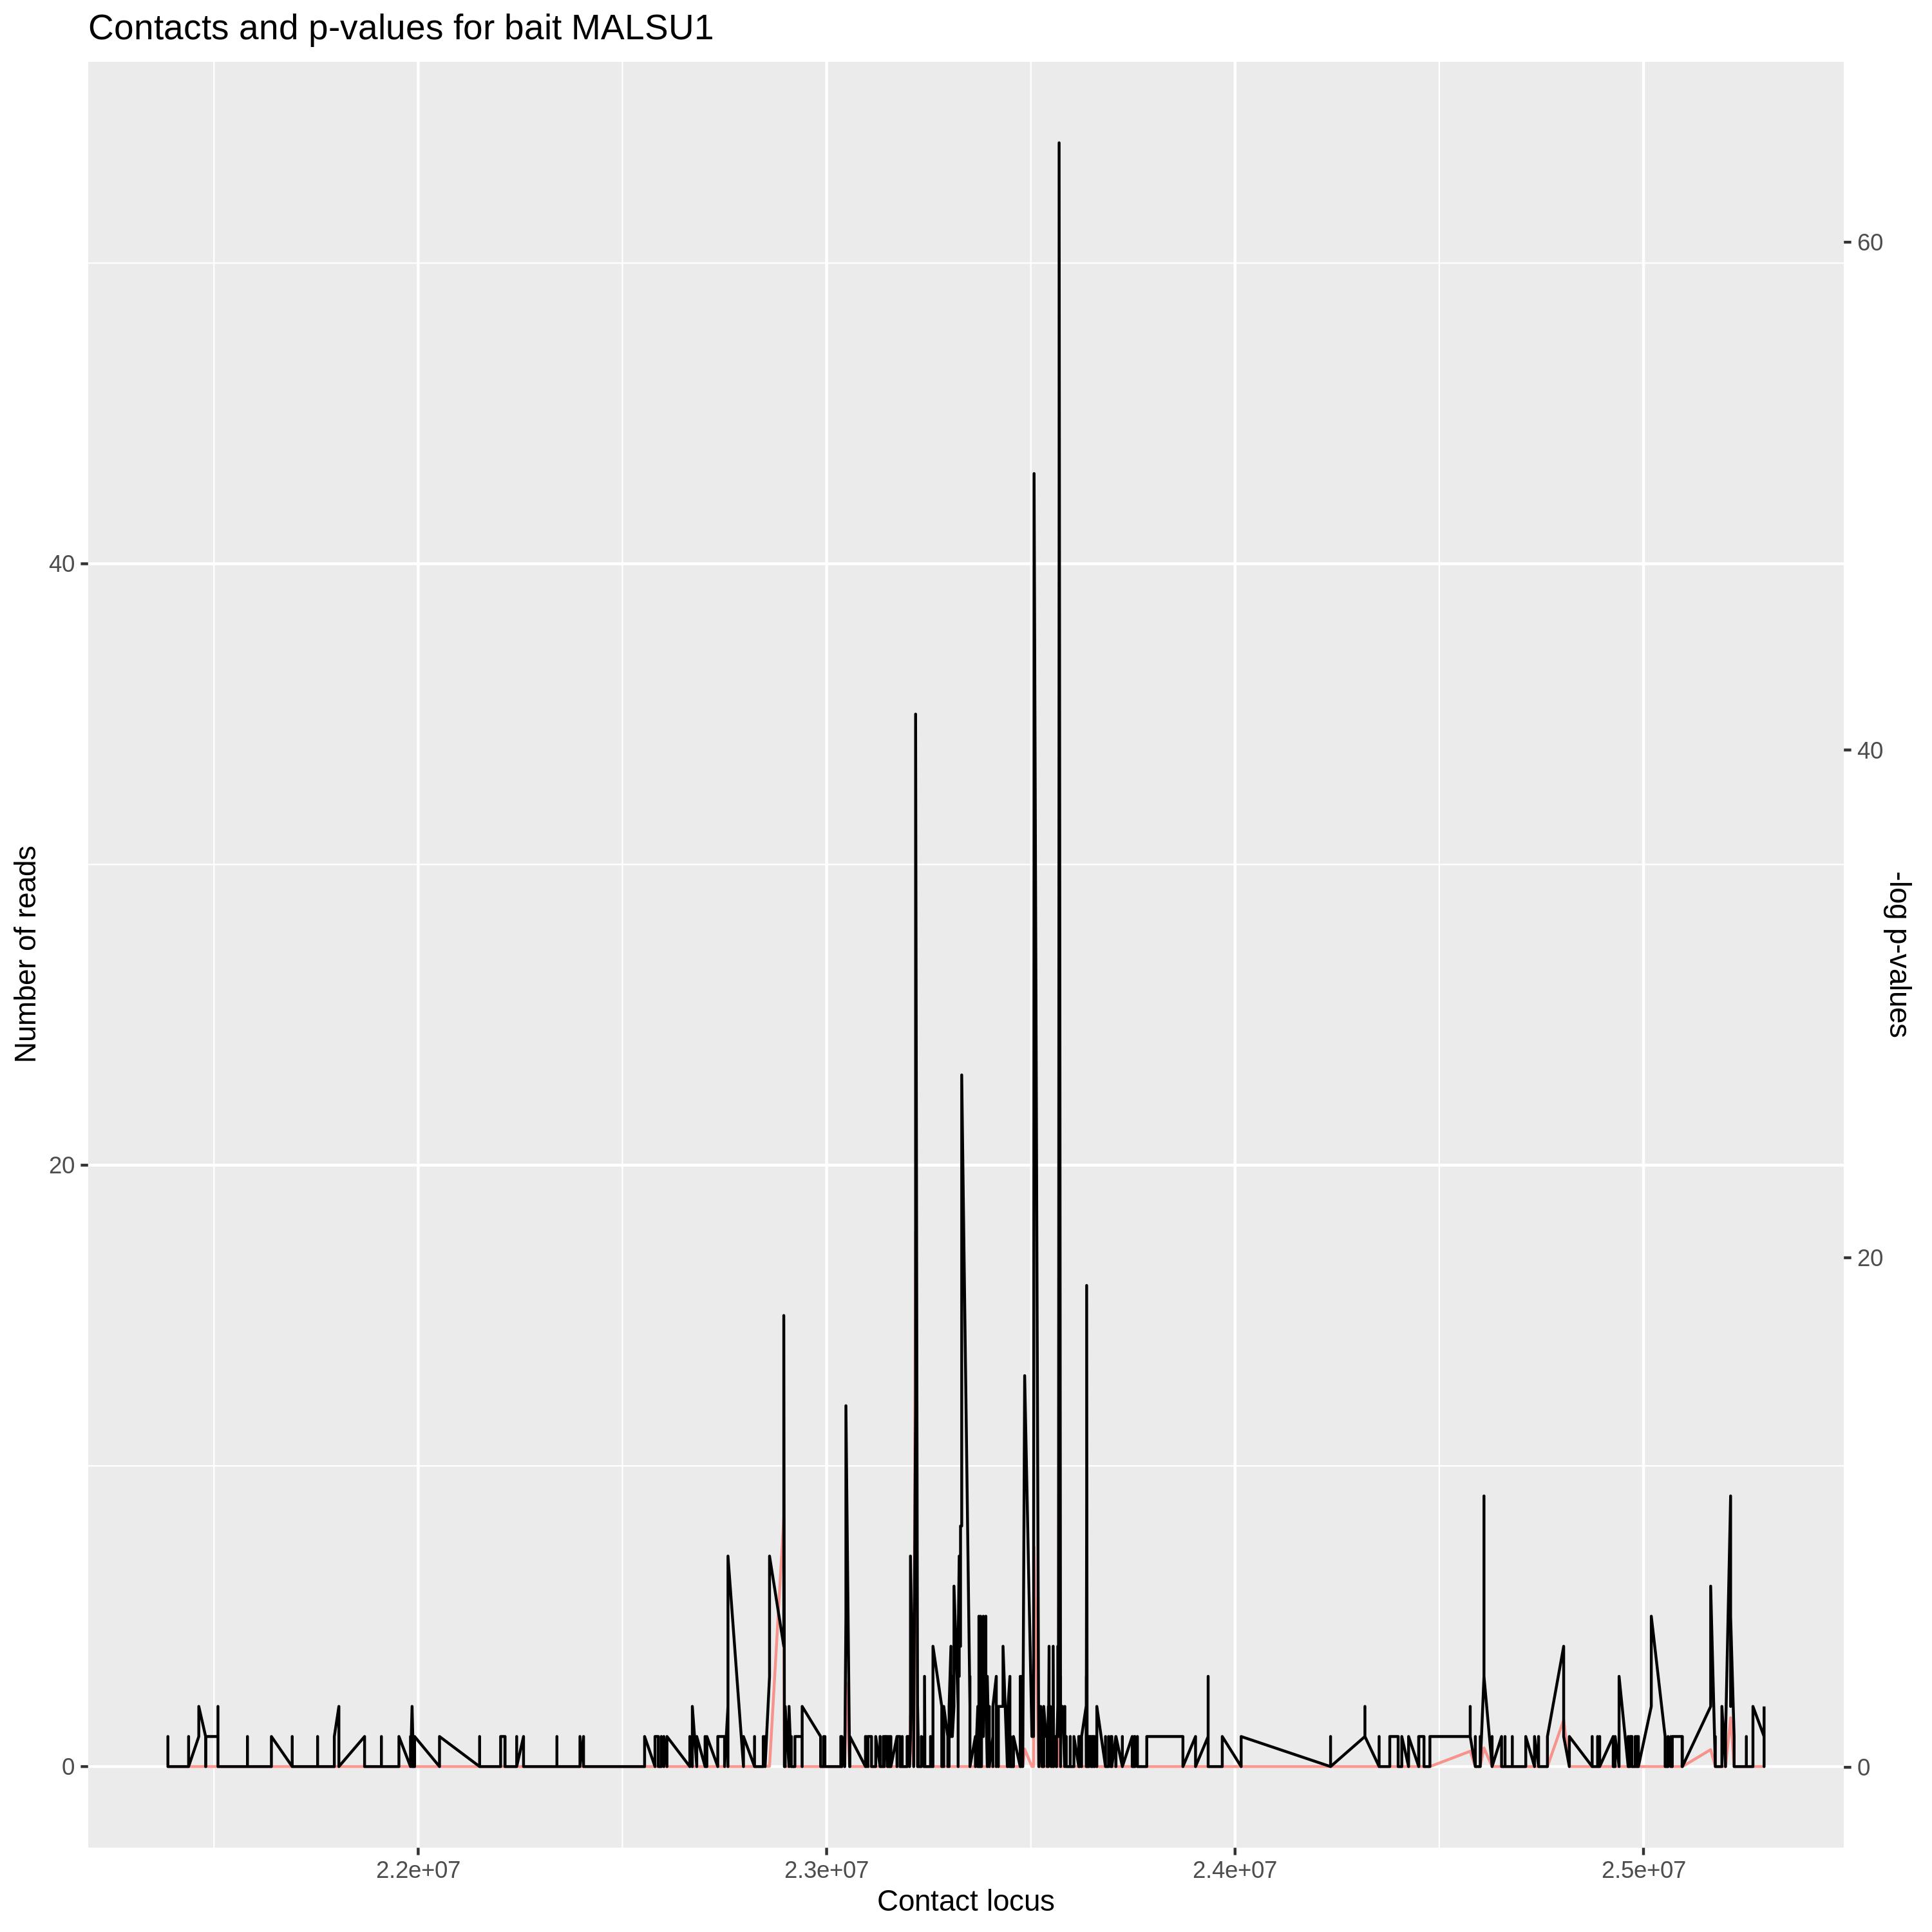 Contacts and p-values for bait MALSU1
Number of reads
40
20
0
60
40
20
0
-log p-values
2.2e+07
2.3e+07
2.4e+07
2.5e+07
Contact locus